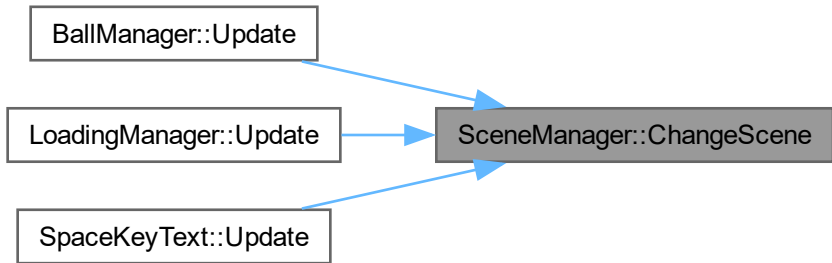 BallManager::Update
LoadingManager::Update
SceneManager::ChangeScene
SpaceKeyText::Update